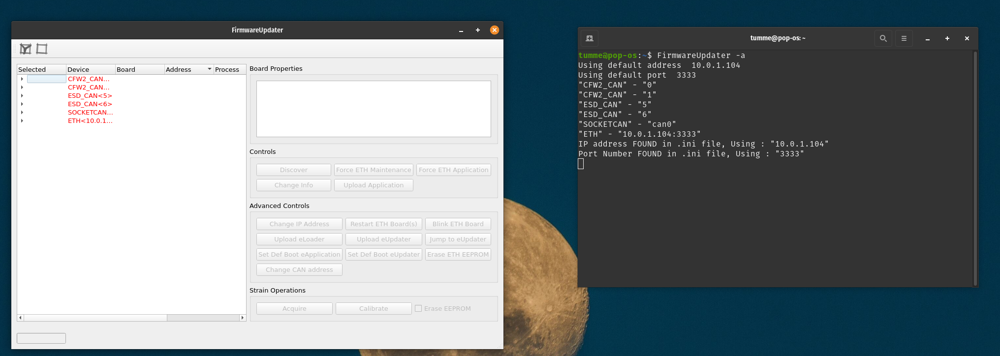 FirmwareUpdater
Selected Device Board Address Process
CFW2_CAN...
CFW2_CAN...
ESD_CAN<5>
ESD_CAN<6>
SOCKETCAN...
ETH<10.0.1...
Board Properties
Controls
Discover Force ETH Maintenance Force ETH Application
Change Info Upload Application
Advanced Controls
Change IP Address Restart ETH Board(s) Blink ETH Board
Upload eLoader Upload eUpdater Jump to eUpdater
Set Def Boot eApplication Set Def Boot eUpdater Erase ETH EEPROM
Change CAN address
Strain Operations
Acquire Calibrate Erase EEPROM
tumme@pop-os: ~
tumme@pop-os:~$ FirmwareUpdater -a
Using default address  10.0.1.104
Using default port  3333
"CFW2_CAN" - "0"
"CFW2_CAN" - "1"
"ESD_CAN" - "5"
"ESD_CAN" - "6"
"SOCKETCAN" - "can0"
"ETH" - "10.0.1.104:3333"
IP address FOUND in .ini file, Using : "10.0.1.104"
Port Number FOUND in .ini file, Using : "3333"